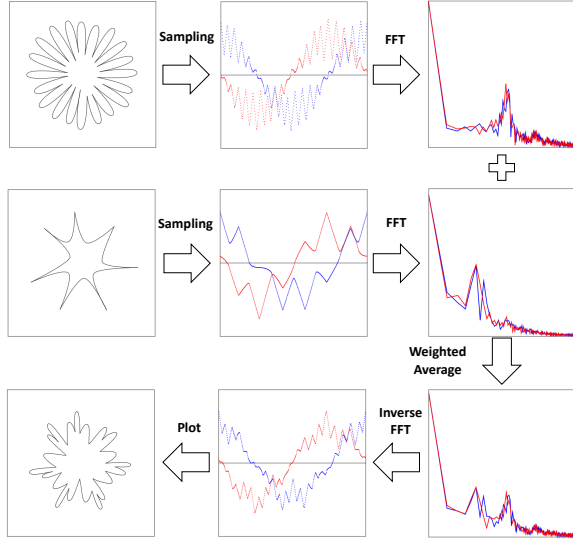 Sampling
FFT
Sampling
FFT
Weighted
Average
Plot
Inverse
FFT